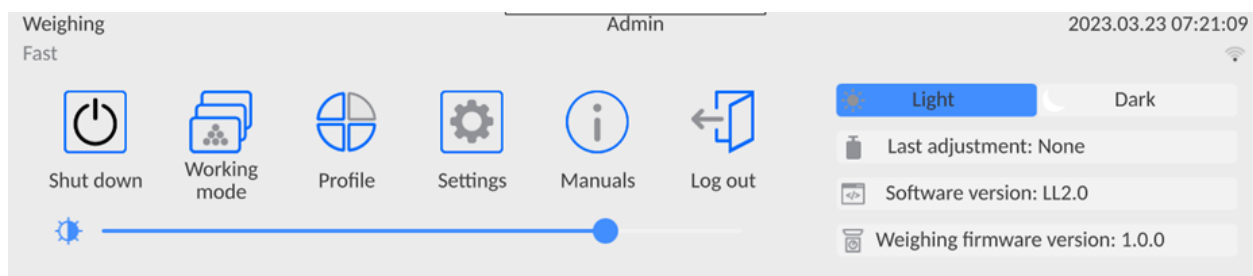 Weighing
Admin
2023.03.23 07:21:09
Fast
Shut down
Working
mode
Profile
Settings
Manuals
Log out
Light
Dark
Last adjustment: None
Software version: LL2.0
Weighing firmware version: 1.0.0